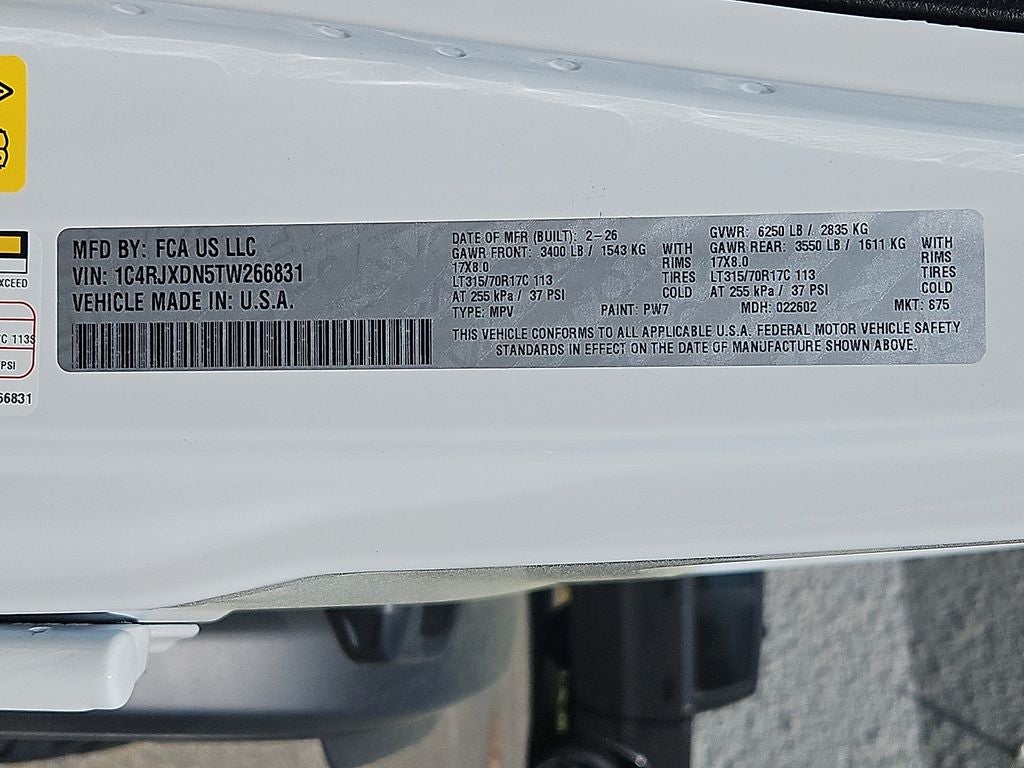 MFD BY: FCA US LLC
VIN: 1C4RJXDN5TW266831
VEHICLE MADE IN: U.S.A.
DATE OF MFR (BUILT): 2-26
GAWR FRONT: 3400 LB / 1543 KG
17X8.0
LT315/70R17C 113
AT 255 kPa / 37 PSI
WITH
RIMS
TIRES
COLD
GVWR: 6250 LB / 2835 KG
GAWR REAR: 3550 LB / 1611 KG
17X8.0
LT315/70R17C 113
AT 255 kPa / 37 PSI
WITH
RIMS
TIRES
COLD
TYPE: MPV PAINT: PW7 MDH: 022602 MKT: 675
THIS VEHICLE CONFORMS TO ALL APPLICABLE U.S.A. FEDERAL MOTOR VEHICLE SAFETY
STANDARDS IN EFFECT ON THE DATE OF MANUFACTURE SHOWN ABOVE.
XCEED
7C 113S
PSI
66831